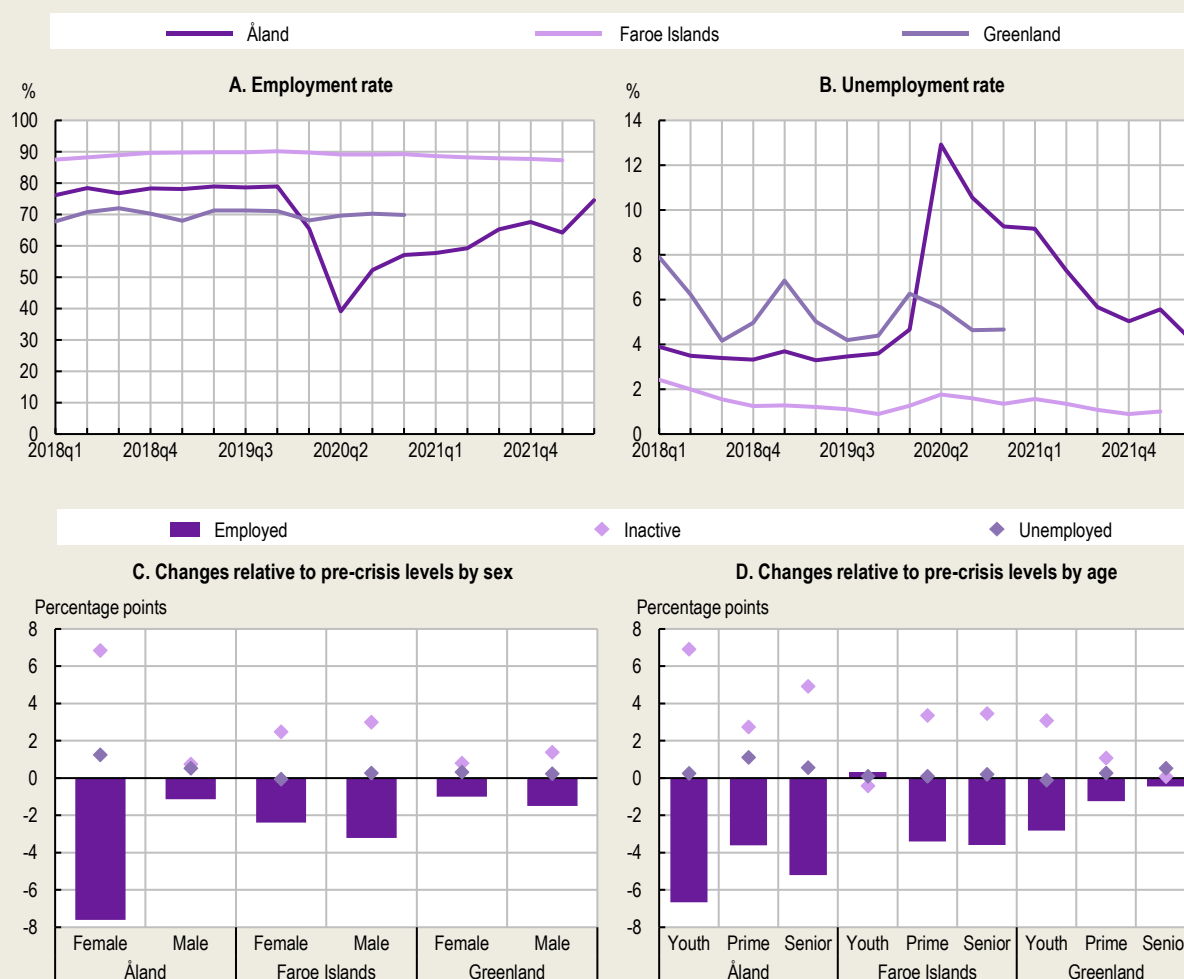 Åland Faroe Islands Greenland
A. Employment rate
%
100
90
80
70
60
50
40
30
20
10
0
2018q1 2018q4 2019q3 2020q2 2021q1 2021q4
B. Unemployment rate
%
14
12
10
8
6
4
2
0
2018q1 2018q4 2019q3 2020q2 2021q1 2021q4
Employed Inactive Unemployed
C. Changes relative to pre-crisis levels by sex
Percentage points
8
6
4
2
0
-2
-4
-6
-8
Female Male Female Male Female Male
Åland Faroe Islands Greenland
D. Changes relative to pre-crisis levels by age
Percentage points
8
6
4
2
0
-2
-4
-6
-8
Youth Prime Senior Youth Prime Senior Youth Prime Senio
Åland Faroe Islands Greenland